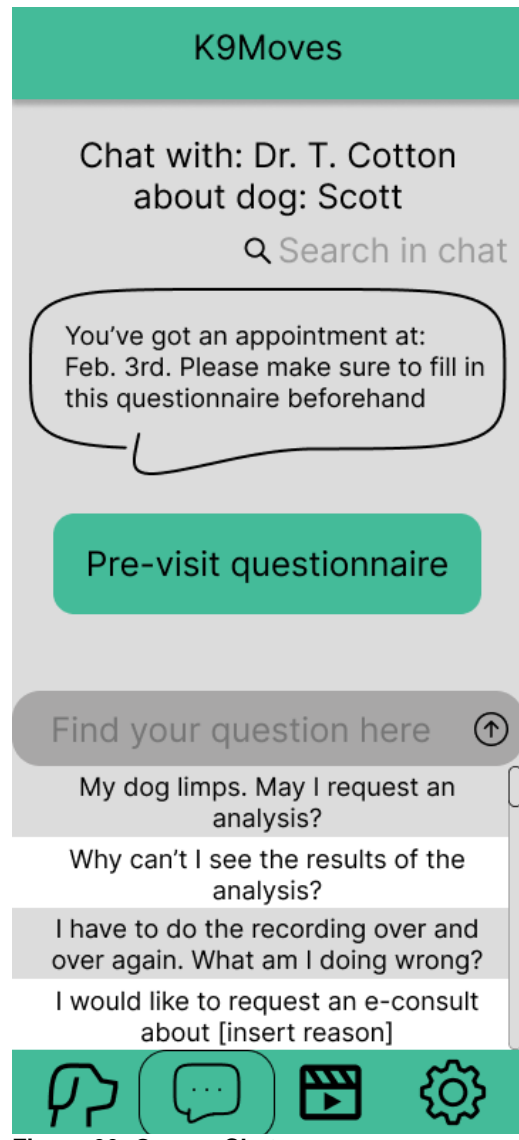 K9Moves
Chat with: Dr. T. Cotton
about dog: Scott
Search in chat
You've got an appointment at:
Feb. 3rd. Please make sure to fill in
this questionnaire beforehand
Pre-visit questionnaire
Find your question here
My dog limps. May I request an
analysis?
Why can't I see the results of the
analysis?
I have to do the recording over and
over again. What am I doing wrong?
I would like to request an e-consult
about [insert reason]